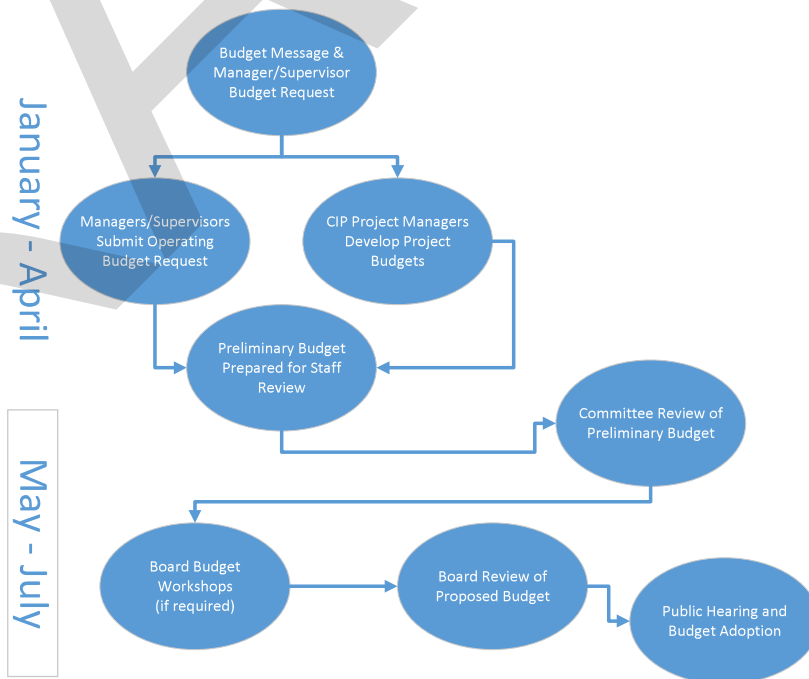 Budget Message &
Manager/Supervisor
Budget Request
January - April
Managers/Supervisors
Submit Operating
Budget Request
CIP Project Managers
Develop Project
Budgets
Preliminary Budget
Prepared for Staff
Review
Committee Review of
Preliminary Budget
May - July
Board Budget
Workshops
(if required)
Board Review of
Proposed Budget
Public Hearing and
Budget Adoption